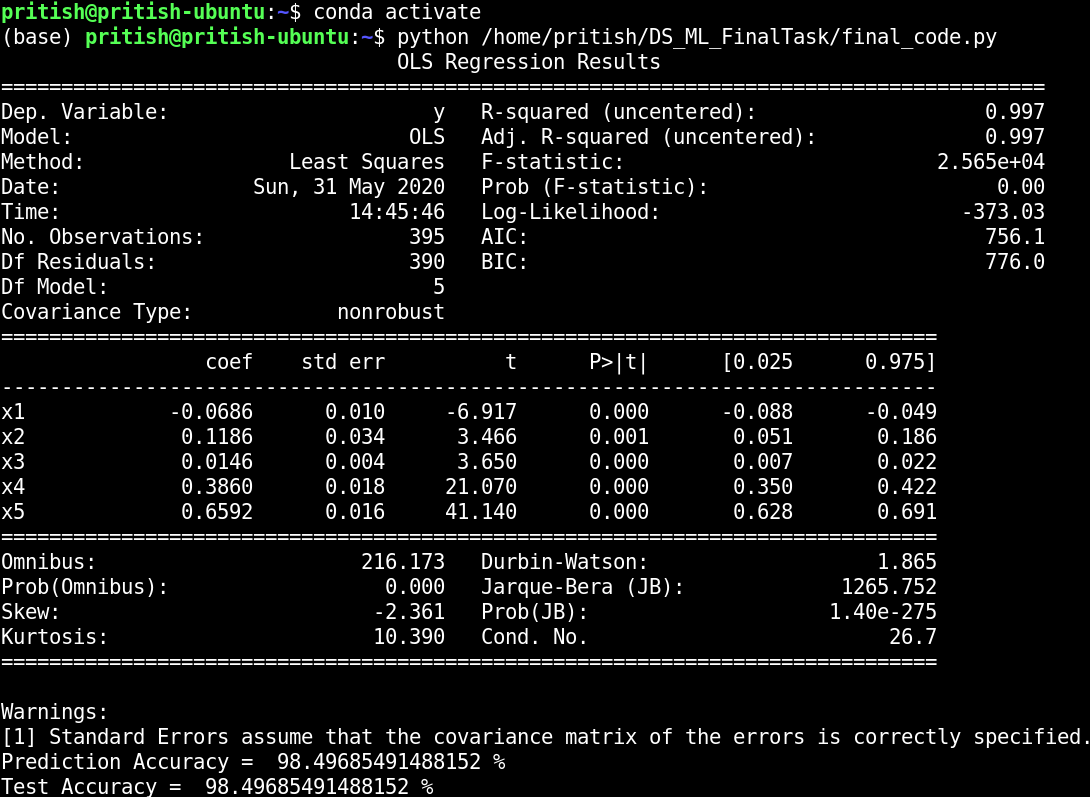 pritish@pritish-ubuntu:~$ conda activate
(base) pritish@pritish-ubuntu:~$ python /home/pritish/DS_ML_FinalTask/final_code.py
                                 OLS Regression Results
=======================================================================================
Dep. Variable:                      y   R-squared (uncentered):                   0.997
Model:                            OLS   Adj. R-squared (uncentered):              0.997
Method:                 Least Squares   F-statistic:                          2.565e+04
Date:                Sun, 31 May 2020   Prob (F-statistic):                        0.00
Time:                        14:45:46   Log-Likelihood:                         -373.03
No. Observations:                 395   AIC:                                      756.1
Df Residuals:                     390   BIC:                                      776.0
Df Model:                           5
Covariance Type:            nonrobust
==============================================================================
                 coef    std err          t      P>|t|      [0.025      0.975]
------------------------------------------------------------------------------
x1            -0.0686      0.010     -6.917      0.000      -0.088      -0.049
x2             0.1186      0.034      3.466      0.001       0.051       0.186
x3             0.0146      0.004      3.650      0.000       0.007       0.022
x4             0.3860      0.018     21.070      0.000       0.350       0.422
x5             0.6592      0.016     41.140      0.000       0.628       0.691
==============================================================================
Omnibus:                      216.173   Durbin-Watson:                   1.865
Prob(Omnibus):                  0.000   Jarque-Bera (JB):             1265.752
Skew:                          -2.361   Prob(JB):                    1.40e-275
Kurtosis:                      10.390   Cond. No.                         26.7
==============================================================================

Warnings:
[1] Standard Errors assume that the covariance matrix of the errors is correctly specified.
Prediction Accuracy =  98.49685491488152 %
Test Accuracy =  98.49685491488152 %